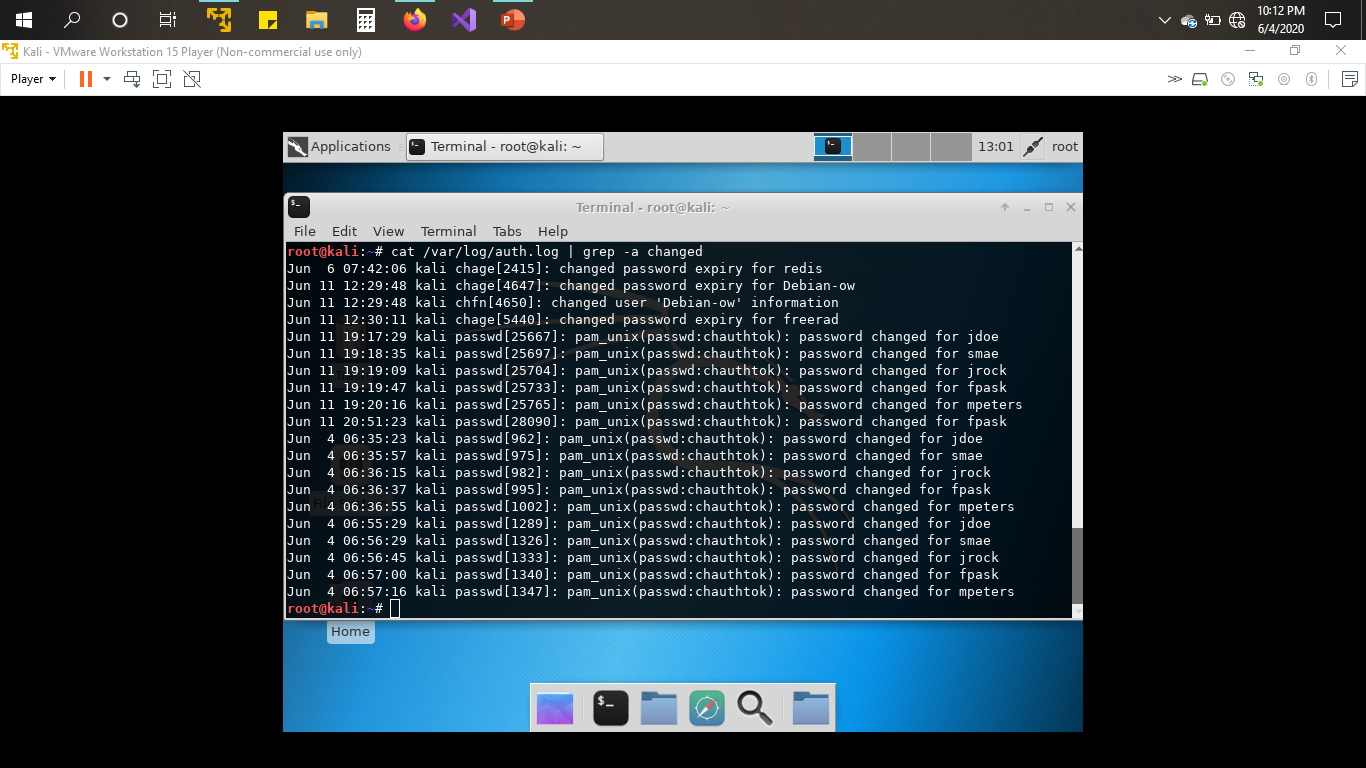 10:12 PM
6/4/2020
Kali - VMware Workstation 15 Player (Non-commercial use only)
Player
Applications
Terminal - root@kali: ~
13:01
root
Terminal - root@kali: ~
File Edit View Terminal Tabs Help
root@kali:~# cat /var/log/auth.log | grep -a changed
Jun  6 07:42:06 kali chage[2415]: changed password expiry for redis
Jun 11 12:29:48 kali chage[4647]: changed password expiry for Debian-ow
Jun 11 12:29:48 kali chfn[4650]: changed user 'Debian-ow' information
Jun 11 12:30:11 kali chage[5440]: changed password expiry for freerad
Jun 11 19:17:29 kali passwd[25667]: pam_unix(passwd:chauthtok): password changed for jdoe
Jun 11 19:18:35 kali passwd[25697]: pam_unix(passwd:chauthtok): password changed for smae
Jun 11 19:19:09 kali passwd[25704]: pam_unix(passwd:chauthtok): password changed for jrock
Jun 11 19:19:47 kali passwd[25733]: pam_unix(passwd:chauthtok): password changed for fpask
Jun 11 19:20:16 kali passwd[25765]: pam_unix(passwd:chauthtok): password changed for mpeters
Jun 11 20:51:23 kali passwd[28090]: pam_unix(passwd:chauthtok): password changed for fpask
Jun  4 06:35:23 kali passwd[962]: pam_unix(passwd:chauthtok): password changed for jdoe
Jun  4 06:35:57 kali passwd[975]: pam_unix(passwd:chauthtok): password changed for smae
Jun  4 06:36:15 kali passwd[982]: pam_unix(passwd:chauthtok): password changed for jrock
Jun  4 06:36:37 kali passwd[995]: pam_unix(passwd:chauthtok): password changed for fpask
Jun  4 06:36:55 kali passwd[1002]: pam_unix(passwd:chauthtok): password changed for mpeters
Jun  4 06:55:29 kali passwd[1289]: pam_unix(passwd:chauthtok): password changed for jdoe
Jun  4 06:56:29 kali passwd[1326]: pam_unix(passwd:chauthtok): password changed for smae
Jun  4 06:56:45 kali passwd[1333]: pam_unix(passwd:chauthtok): password changed for jrock
Jun  4 06:57:00 kali passwd[1340]: pam_unix(passwd:chauthtok): password changed for fpask
Jun  4 06:57:16 kali passwd[1347]: pam_unix(passwd:chauthtok): password changed for mpeters
root@kali:~#
Home